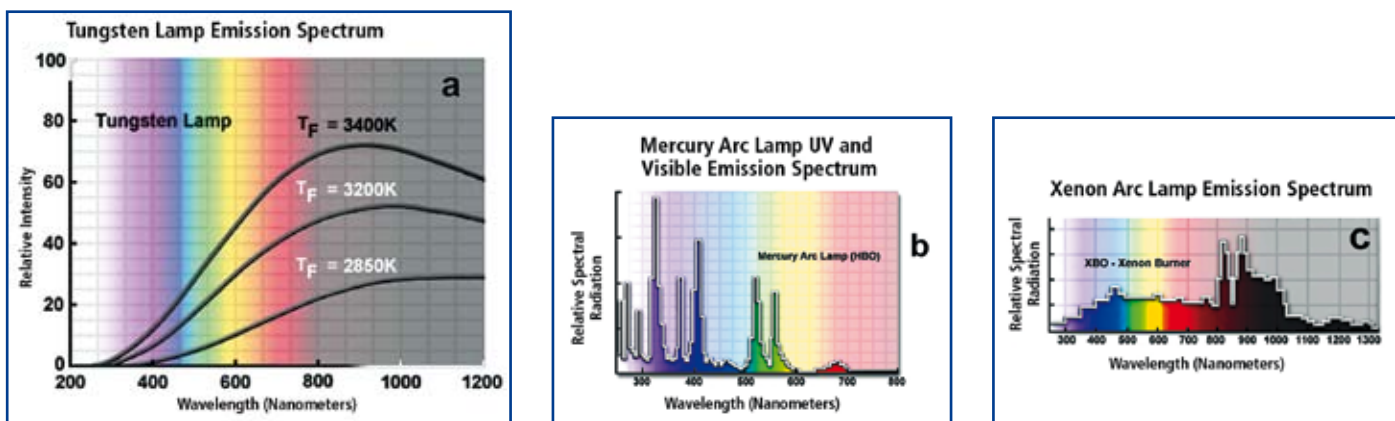 Tungsten Lamp Emission Spectrum
100
a
80
Tungsten Lamp
TF = 3400K
60
TF = 3200K
40
TF = 2850K
20
0
200 400 600 800 1000 1200
Relative Intensity
Wavelength (Nanometers)
Mercury Arc Lamp UV and
Visible Emission Spectrum
b
Mercury Arc Lamp (HBO)
Relative Spectral
Radiation
300 400 500 600 700 800
Wavelength (Nanometers)
Xenon Arc Lamp Emission Spectrum
c
XBO - Xenon Burner
Relative Spectral
Radiation
300 400 500 600 700 800 900 1000 1100 1200 1300
Wavelength (Nanometers)